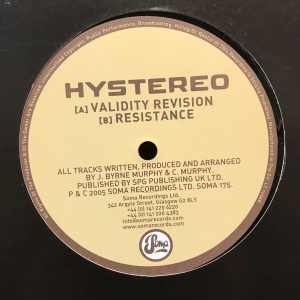 HYSTEREO
[A] VALIDITY REVISION
[B] RESISTANCE
ALL TRACKS WRITTEN, PRODUCED AND ARRANGED
BY J. BYRNE MURPHY & C. MURPHY.
PUBLISHED BY SPG PUBLISHING UK LTD.
P & C 2005 SOMA RECORDINGS LTD. SOMA 175.
Soma Recordings Ltd.
342 Argyle Street, Glasgow G2 8LY
+44 (0) 141 229 6220
+44 (0) 141 226 4383
info@somarecords.com
www.somarecords.com
Soma